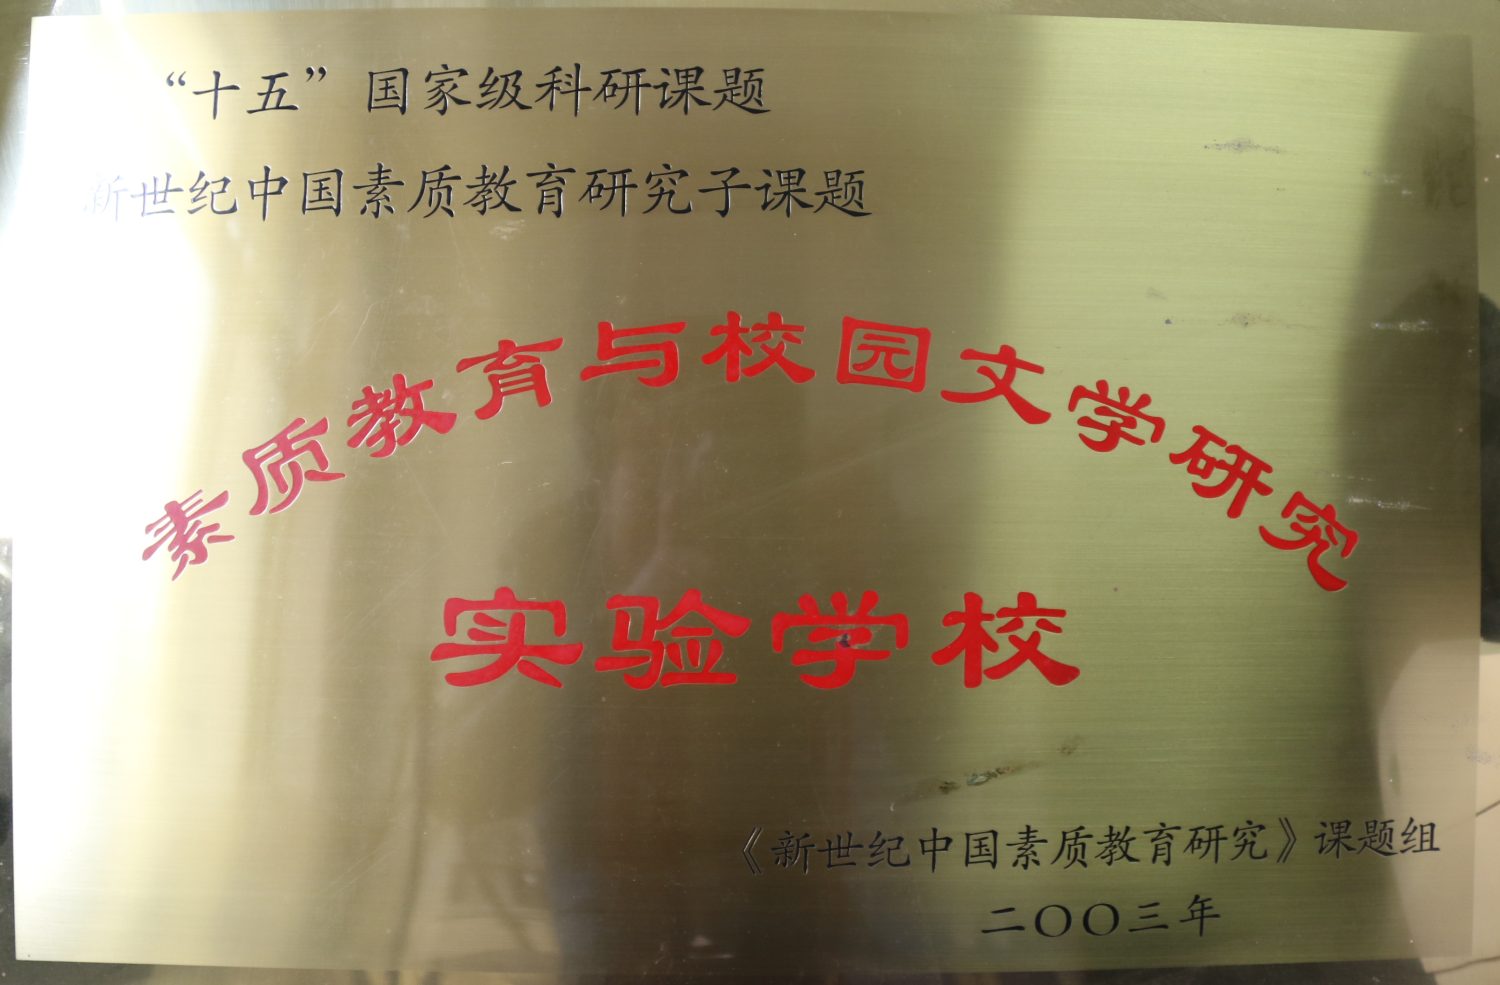 “十五”国家级科研课题
新世纪中国素质教育研究子课题
素质教育与校园文学研究
实验学校
《新世纪中国素质教育研究》课题组
二〇〇三年